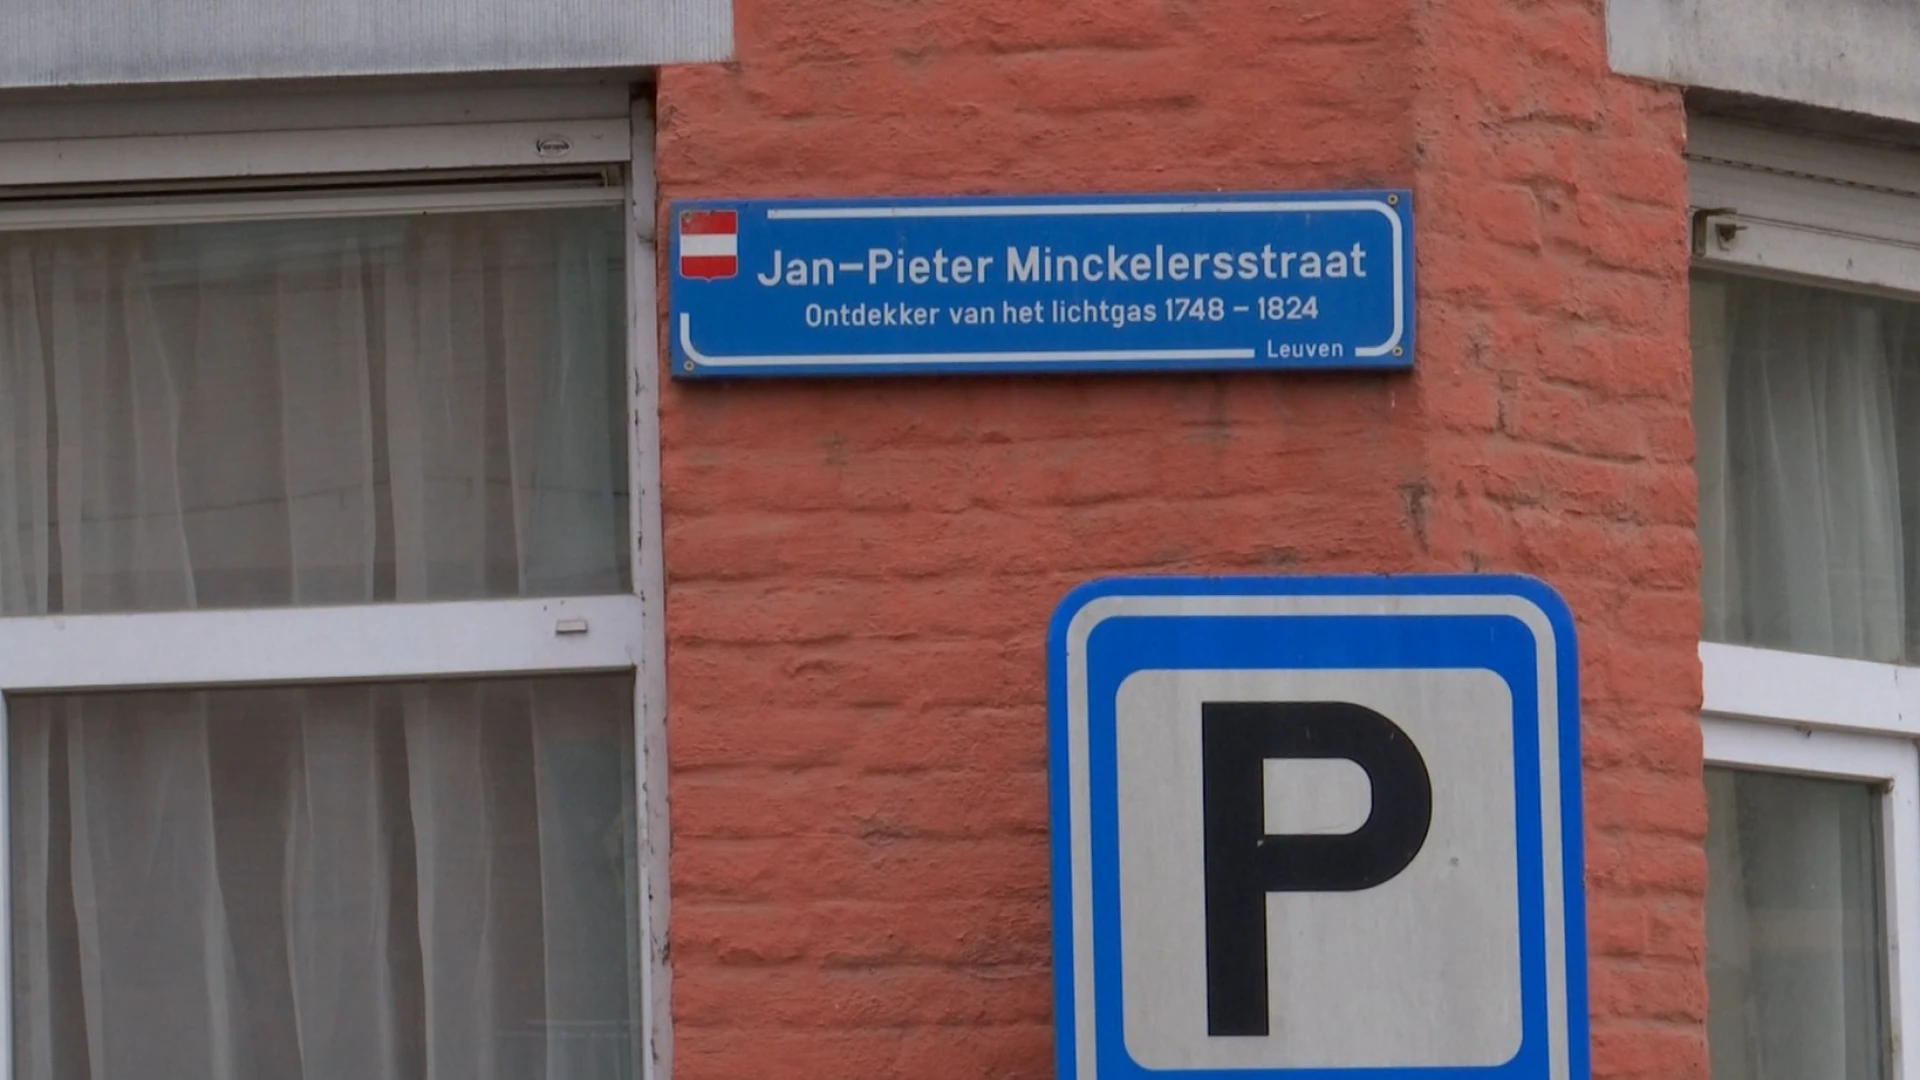 Jan-Pieter Minckelersstraat
Ontdekker van het lichtgas 1748 - 1824
Leuven
P